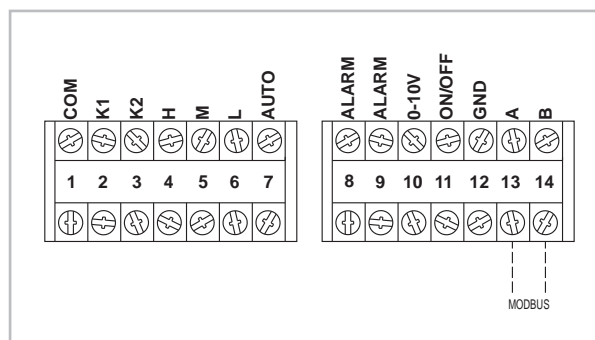 COM K1 K2 H M L AUTO
ALARM ALARM 0-10V ON/OFF GND A B
1 2 3 4 5 6 7
8 9 10 11 12 13 14
MODBUS